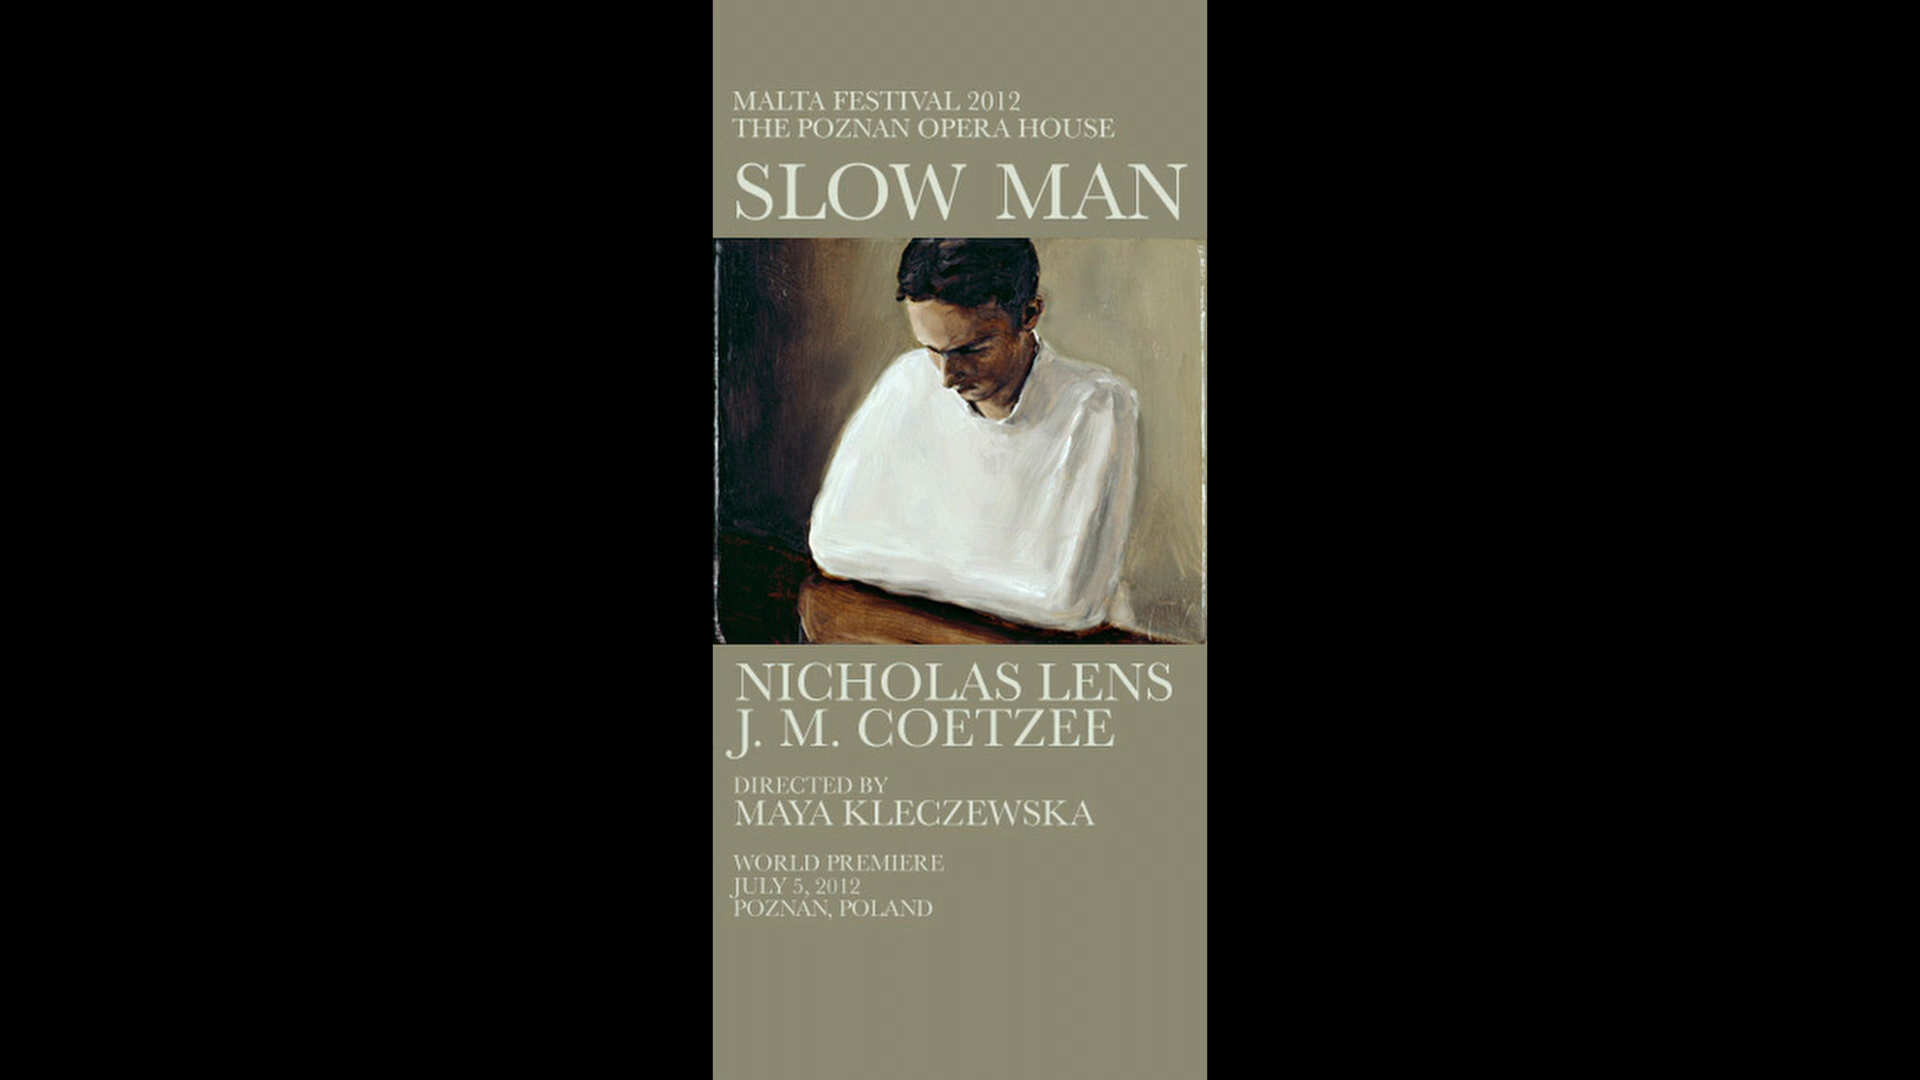 MALTA FESTIVAL 2012
THE POZNAN OPERA HOUSE
SLOW MAN
NICHOLAS LENS
J. M. COETZEE
DIRECTED BY
MAYA KLECZEWSKA
WORLD PREMIERE
JULY 5, 2012
POZNAN, POLAND